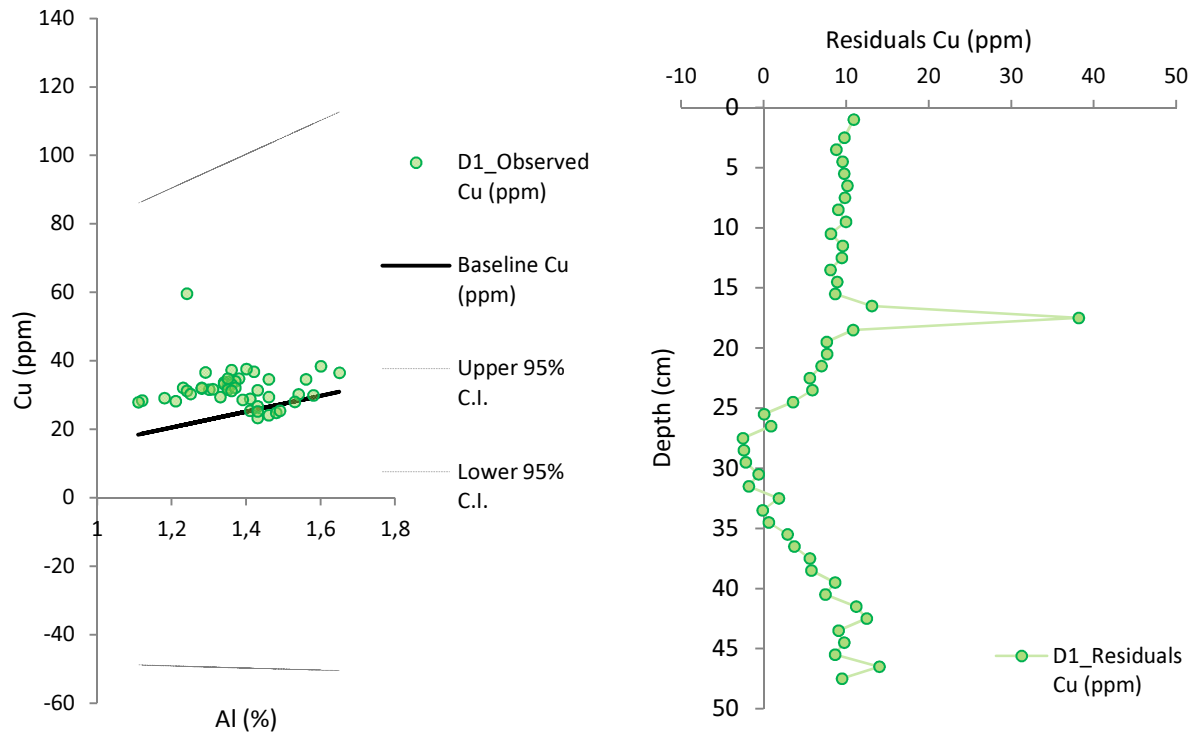 140
120
100
80
60
40
20
0
-20
-40
-60
1
1,2
1,4
1,6
1,8
Cu (ppm)
Al (%)
D1_Observed
Cu (ppm)
Baseline Cu
(ppm)
Upper 95%
C.I.
Lower 95%
C.I.
Residuals Cu (ppm)
-10
0
10
20
30
40
50
0
5
10
15
20
25
30
35
40
45
50
Depth (cm)
D1_Residuals
Cu (ppm)